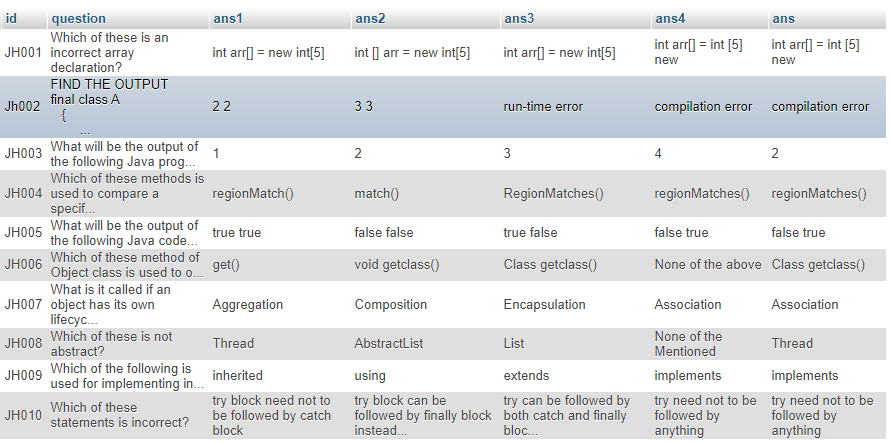 id question ans1 ans2 ans3 ans4 ans
JH001 Which of these is an incorrect array declaration? int arr[] = new int[5] int [] arr = new int[5] int arr[] = new int[5] int arr[] = int [5] new int arr[] = int [5] new
Jh002 FIND THE OUTPUT final class A { ... 2 2 3 3 run-time error compilation error compilation error
JH003 What will be the output of the following Java prog... 1 2 3 4 2
JH004 Which of these methods is used to compare a specif... regionMatch() match() RegionMatches() regionMatches() regionMatches()
JH005 What will be the output of the following Java code... true true false false true false false true false true
JH006 Which of these method of Object class is used to o... get() void getclass() Class getclass() None of the above Class getclass()
JH007 What is it called if an object has its own lifecyc... Aggregation Composition Encapsulation Association Association
JH008 Which of these is not abstract? Thread AbstractList List None of the Mentioned Thread
JH009 Which of the following is used for implementing in... inherited using extends implements implements
JH010 Which of these statements is incorrect? try block need not to be followed by catch block try block can be followed by finally block instead... try can be followed by both catch and finally bloc... try need not to be followed by anything try need not to be followed by anything